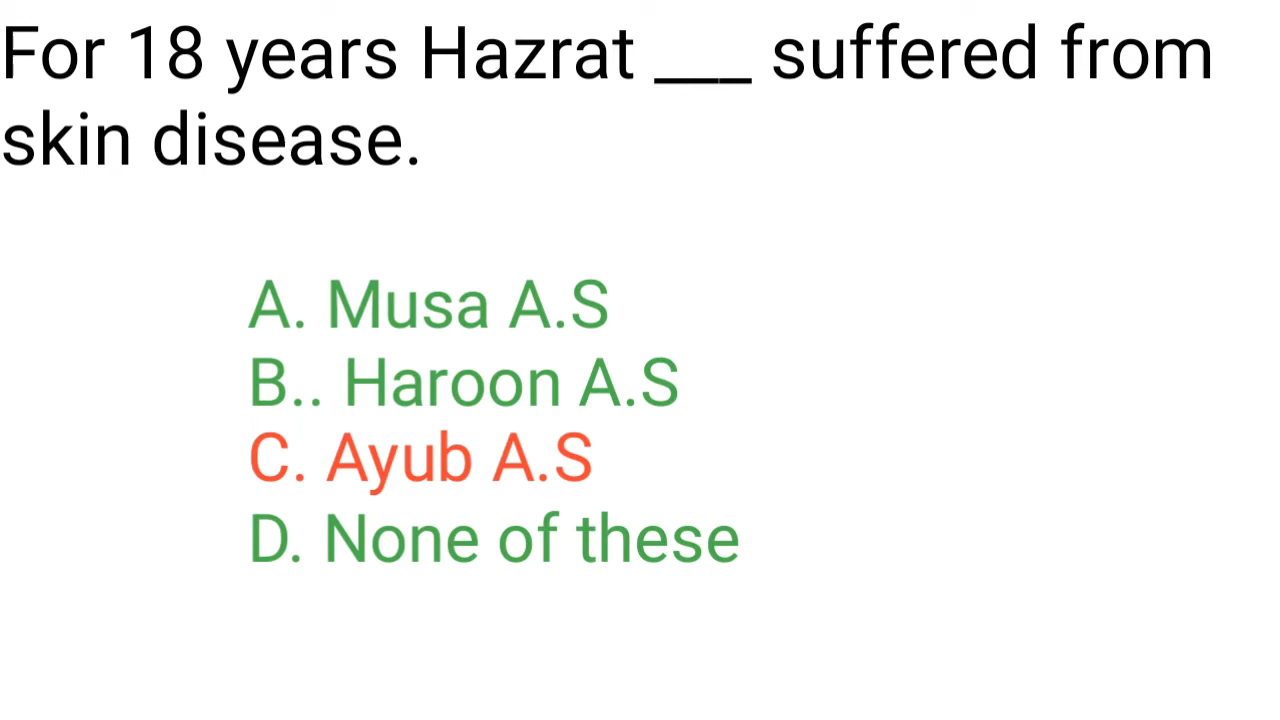 For 18 years Hazrat ___ suffered from
skin disease.
A. Musa A.S
B.. Haroon A.S
C. Ayub A.S
D. None of these